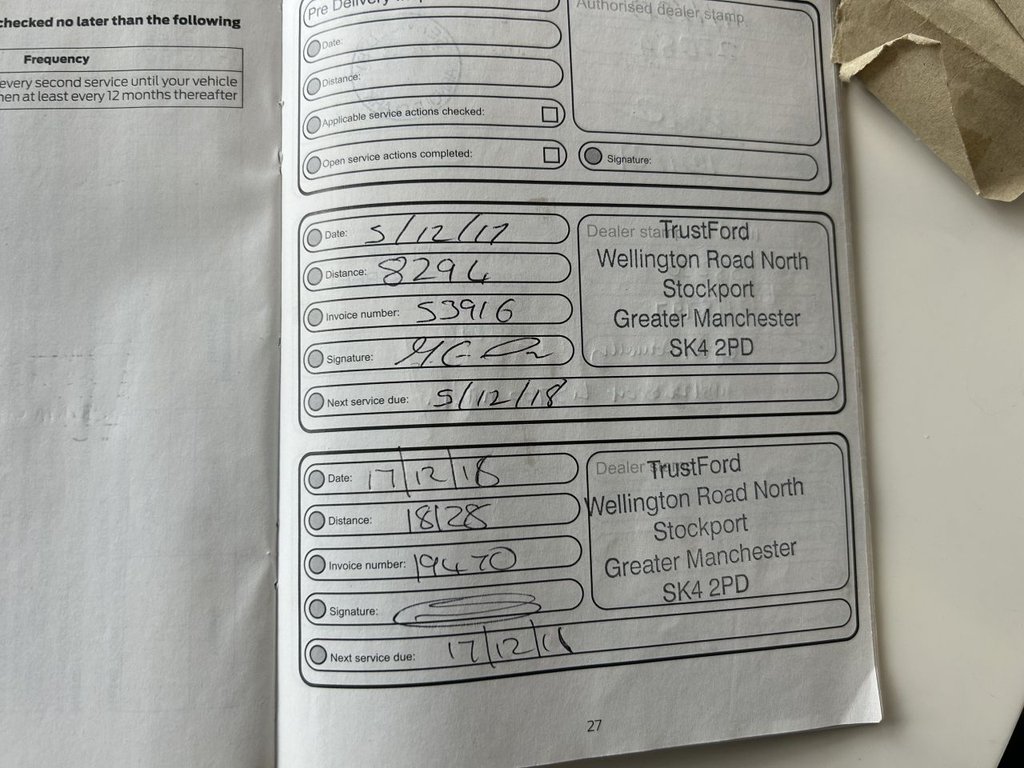 checked no later than the following
Frequency
every second service until your vehicle
hen at least every 12 months thereafter
Pre Delivery
Authorised dealer stamp
Date:
Distance:
Applicable service actions checked:
Open service actions completed:
Signature:
Date: 5/12/17
Distance: 8294
Invoice number: 53916
Signature:
Next service due: 5/12/18
Dealer
TrustFord
Wellington Road North
Stockport
Greater Manchester
SK4 2PD
Date: 17/12/18
Distance: 18128
Invoice number: 19470
Signature:
Next service due: 17/12/
Dealer
TrustFord
Wellington Road North
Stockport
Greater Manchester
SK4 2PD
27